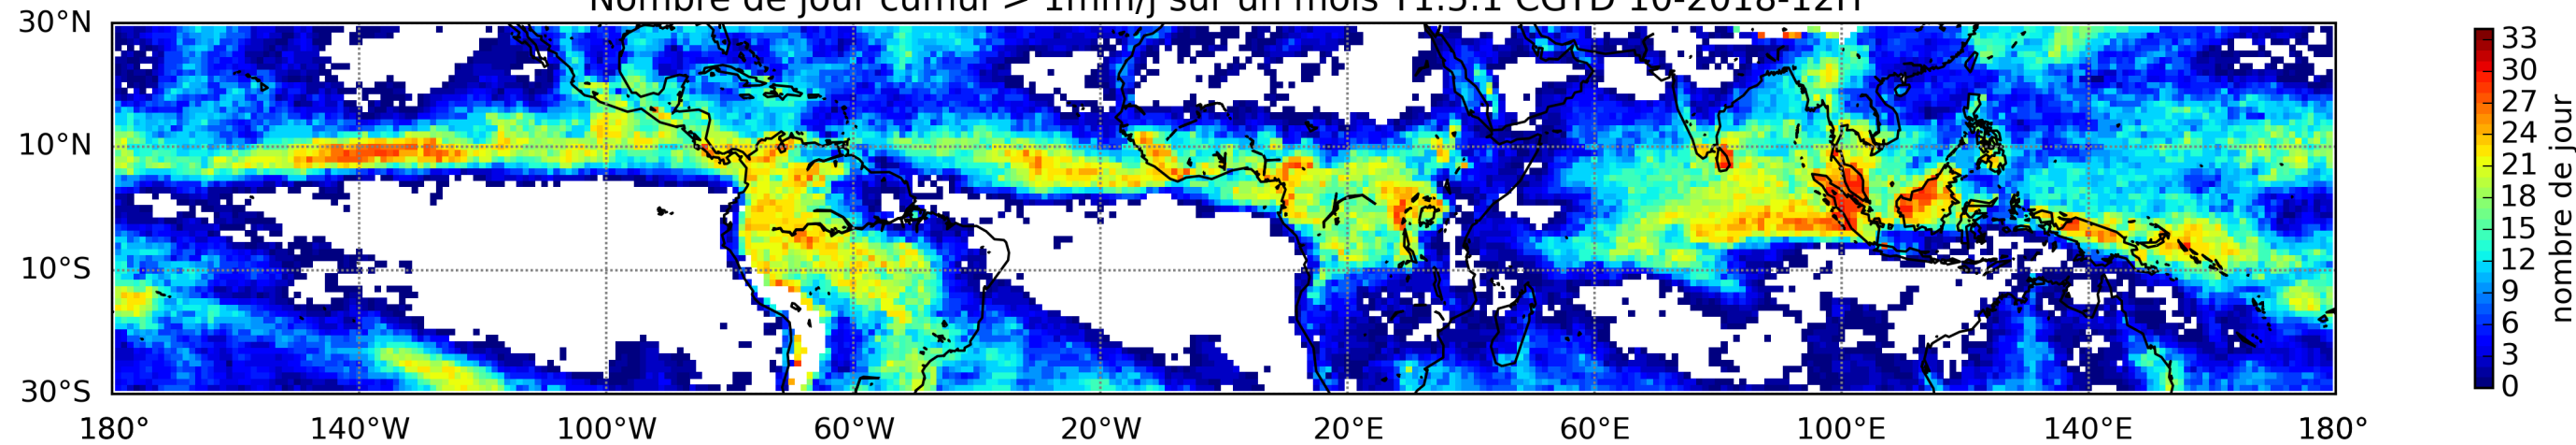 Nombre de jour cumul > 1mm/j sur un mois T1.5.1 CGTD 10-2018-12H
30°N
10°N
10°S
30°S
180° 140°W 100°W 60°W 20°W 20°E 60°E 100°E 140°E 180°
33
30
27
24
21
18
15
12
9
6
3
0
nombre de jour